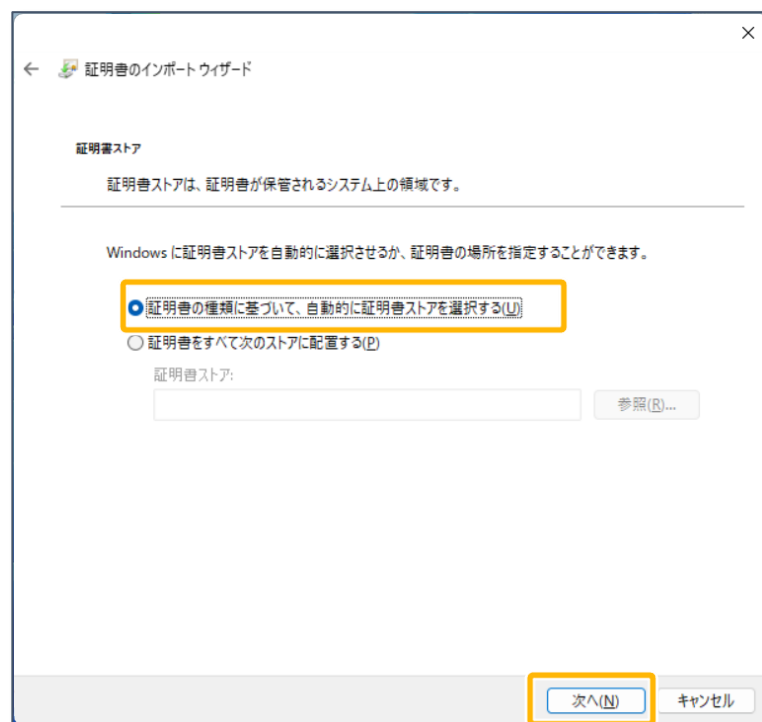 証明書のインポート ウィザード
証明書ストア
証明書ストアは、証明書が保管されるシステム上の領域です。
Windows に証明書ストアを自動的に選択させるか、証明書の場所を指定することができます。
証明書の種類に基づいて、自動的に証明書ストアを選択する(U)
証明書をすべて次のストアに配置する(P)
証明書ストア:
参照(R)...
次へ(N)
キャンセル